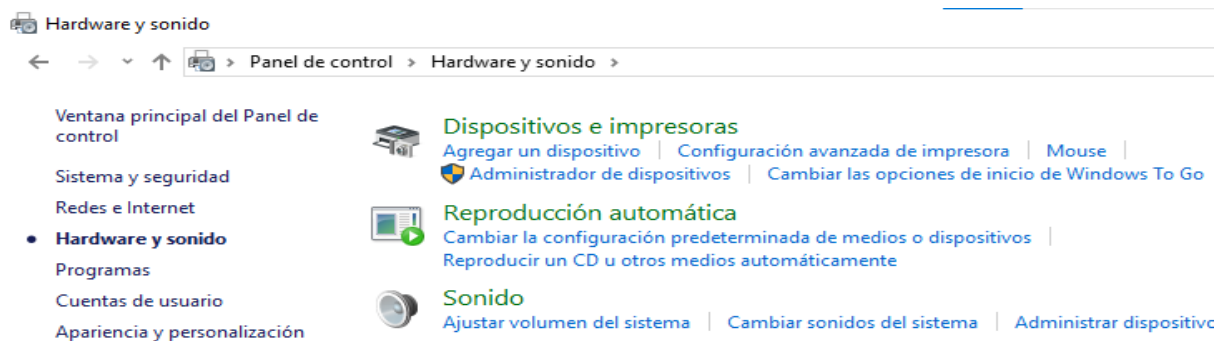 Hardware y sonido
Panel de control > Hardware y sonido >
Ventana principal del Panel de
control
Sistema y seguridad
Redes e Internet
Hardware y sonido
Programas
Cuentas de usuario
Apariencia y personalización
Dispositivos e impresoras
Agregar un dispositivo | Configuración avanzada de impresora | Mouse |
Administrador de dispositivos | Cambiar las opciones de inicio de Windows To Go
Reproducción automática
Cambiar la configuración predeterminada de medios o dispositivos |
Reproducir un CD u otros medios automáticamente
Sonido
Ajustar volumen del sistema | Cambiar sonidos del sistema | Administrar dispositivo